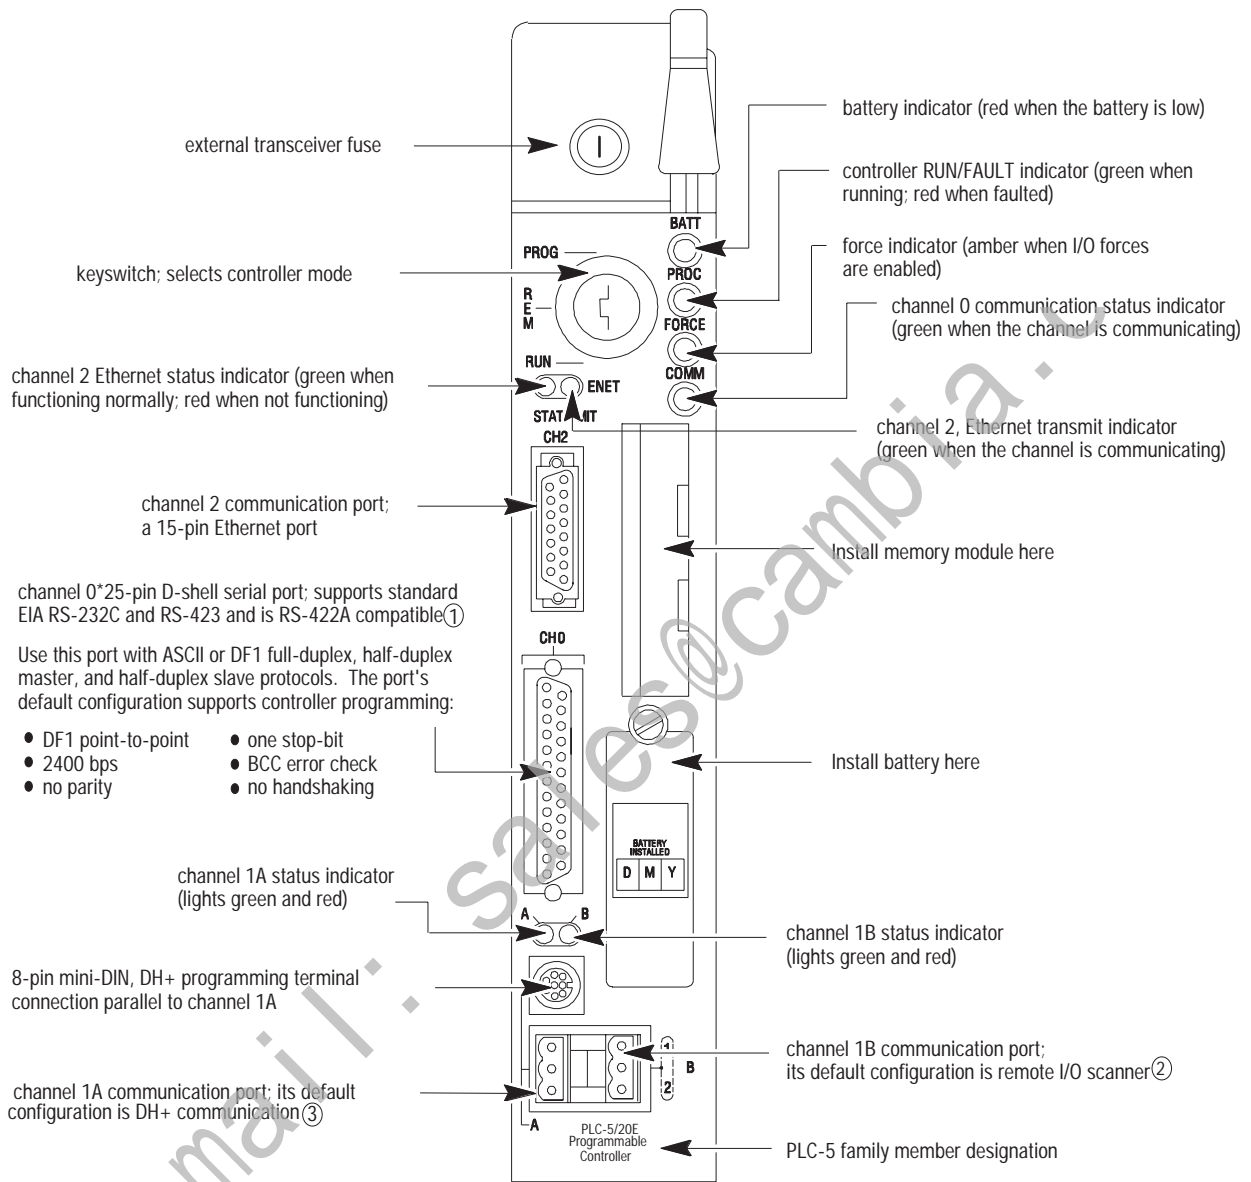 external transceiver fuse
keyswitch; selects controller mode
channel 2 Ethernet status indicator (green when
functioning normally; red when not functioning)
channel 2 communication port;
a 15-pin Ethernet port
channel 0*25-pin D-shell serial port; supports standard
EIA RS-232C and RS-423 and is RS-422A compatible①
Use this port with ASCII or DF1 full-duplex, half-duplex
master, and half-duplex slave protocols. The port's
default configuration supports controller programming:
● DF1 point-to-point
● 2400 bps
● no parity
● one stop-bit
● BCC error check
● no handshaking
channel 1A status indicator
(lights green and red)
8-pin mini-DIN, DH+ programming terminal
connection parallel to channel 1A
channel 1A communication port; its default
configuration is DH+ communication③
BATT
PROG
PROC
R
E
M
FORCE
RUN
COMM
ENET
STAT
CH2
CH0
BATTERY
INSTALLED
D M Y
A B
1
B
2
A
PLC-5/20E
Programmable
Controller
battery indicator (red when the battery is low)
controller RUN/FAULT indicator (green when
running; red when faulted)
force indicator (amber when I/O forces
are enabled)
channel 0 communication status indicator
(green when the channel is communicating)
channel 2, Ethernet transmit indicator
(green when the channel is communicating)
Install memory module here
Install battery here
channel 1B status indicator
(lights green and red)
channel 1B communication port;
its default configuration is remote I/O scanner②
PLC-5 family member designation
mail: sales@cambia.c